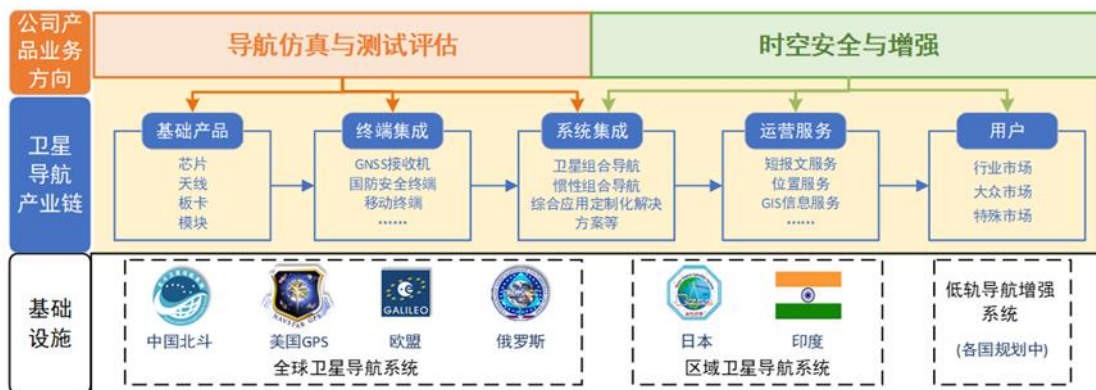 公司产
品业务
方向
导航仿真与测试评估
时空安全与增强
卫星
导航
产业链
基础产品
芯片
天线
板卡
模块
终端集成
GNSS接收机
国防安全终端
移动终端
……
系统集成
卫星组合导航
惯性组合导航
综合应用定制化解决
方案等
运营服务
短报文服务
位置服务
GIS信息服务
……
用户
行业市场
大众市场
特殊市场
基础
设施
中国北斗
NAVSTAR GPS
美国GPS
GALILEO
欧盟
俄罗斯
全球卫星导航系统
日本
印度
区域卫星导航系统
低轨导航增强
系统
(各国规划中)